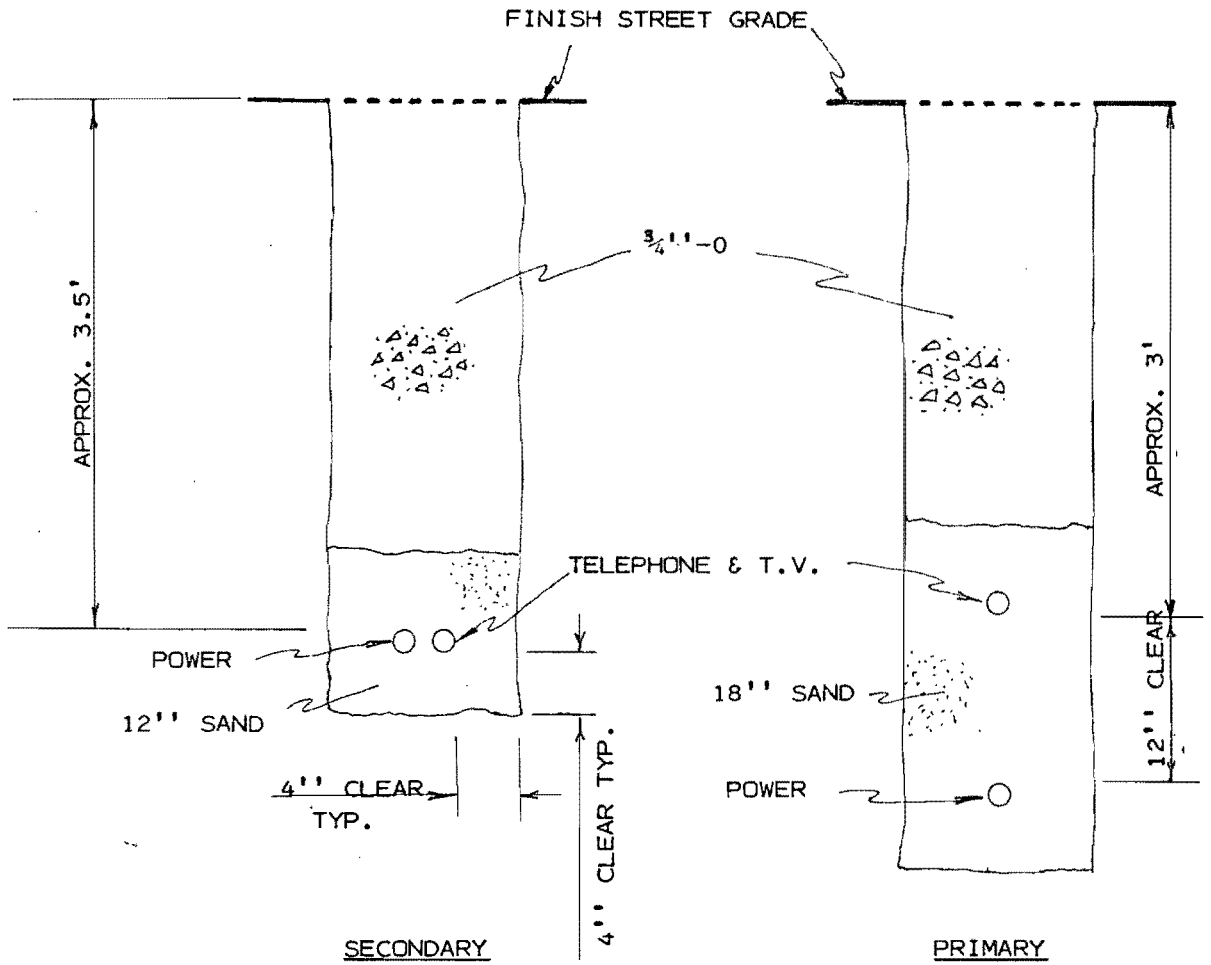 FINISH STREET GRADE
3/4''-0
APPROX. 3.5'
APPROX. 3'
TELEPHONE & T.V.
POWER
12'' SAND
18'' SAND
12'' CLEAR
POWER
4'' CLEAR
TYP.
4'' CLEAR TYP.
SECONDARY
PRIMARY